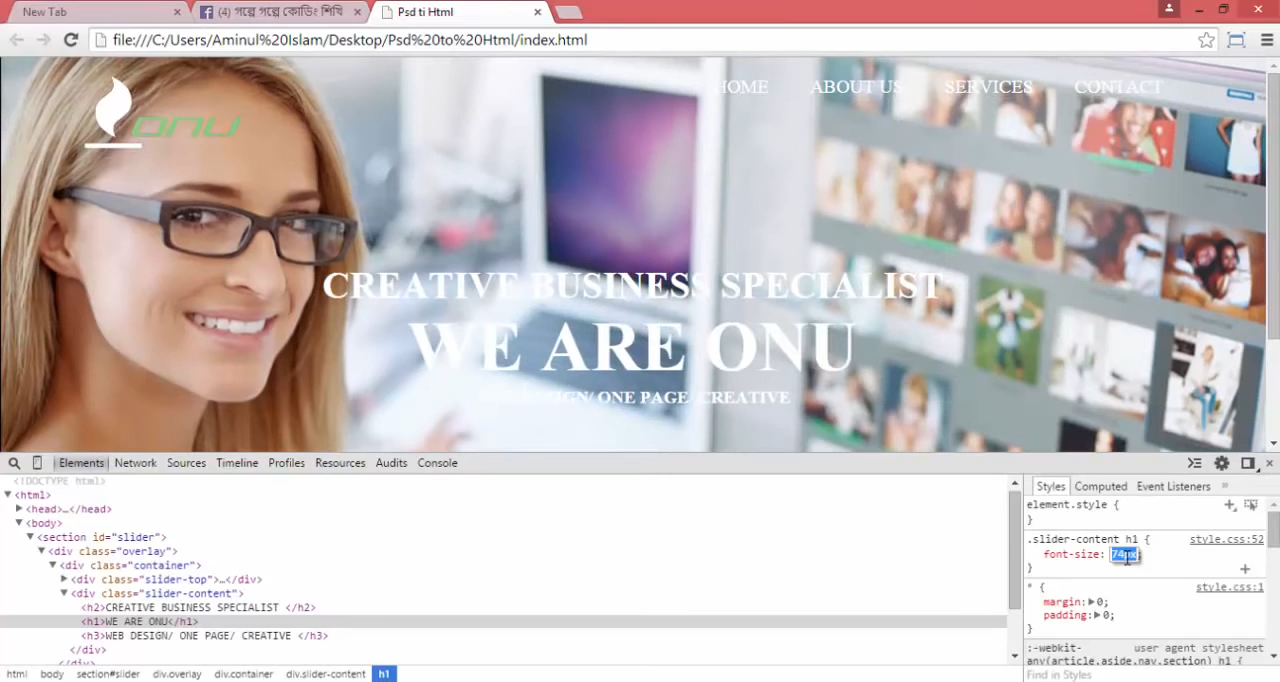 New Tab
(4) গল্পে গল্পে কোডিং শিখি
Psd ti Html
file:///C:/Users/Aminul%20Islam/Desktop/Psd%20to%20Html/index.html
onu
HOME ABOUT US SERVICES CONTACT
CREATIVE BUSINESS SPECIALIST
WE ARE ONU
ONE PAGE/ CREATIVE
Elements Network Sources Timeline Profiles Resources Audits Console
<!DOCTYPE html>
<html>
<head>…</head>
<body>
<section id="slider">
<div class="overlay">
<div class="container">
<div class="slider-top">…</div>
<div class="slider-content">
<h2>CREATIVE BUSINESS SPECIALIST </h2>
<h1>WE ARE ONU</h1>
<h3>WEB DESIGN/ ONE PAGE/ CREATIVE </h3>
</div>
</div>
html body section#slider div.overlay div.container div.slider-content h1
Styles Computed Event Listeners »
element.style {
}
.slider-content h1 { style.css:52
font-size: 74px;
}
* { style.css:1
margin:▶0;
padding:▶0;
}
:-webkit- user agent stylesheet
any(article,aside,nav,section) h1 {
Find in Styles